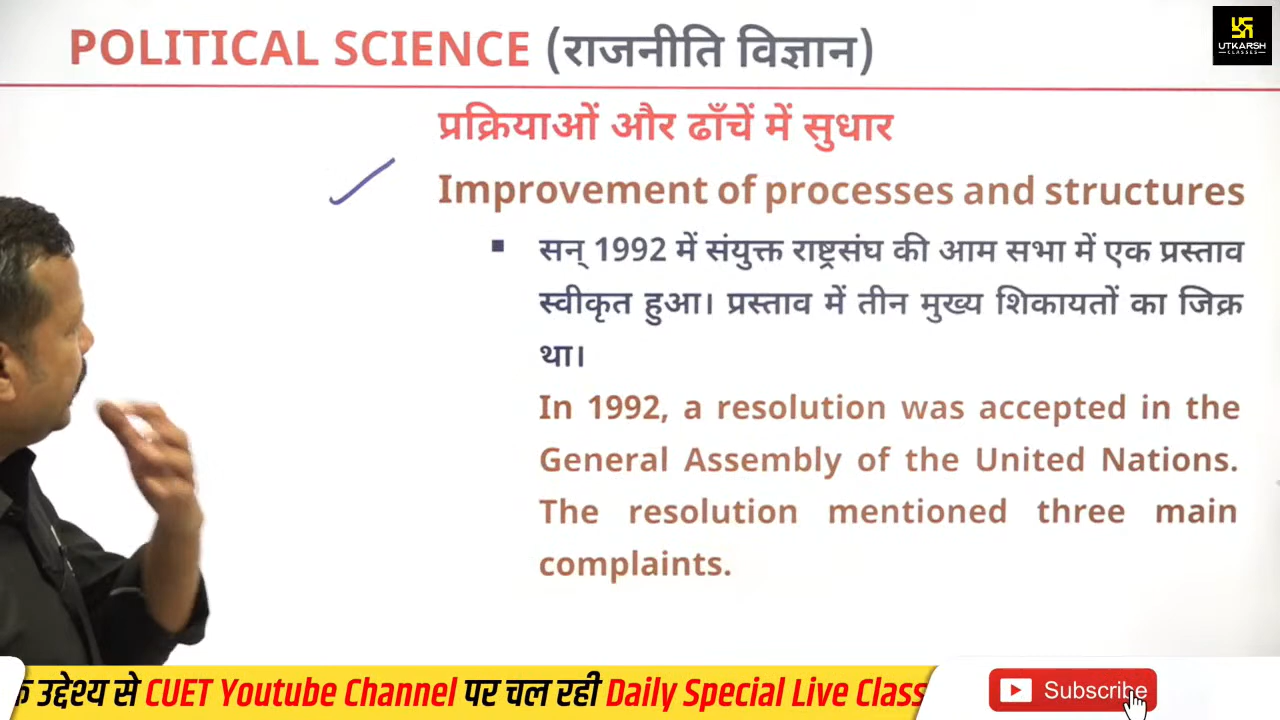 POLITICAL SCIENCE (राजनीति विज्ञान)
UTKARSH
CLASSES
प्रक्रियाओं और ढाँचें में सुधार
Improvement of processes and structures
▪ सन् 1992 में संयुक्त राष्ट्रसंघ की आम सभा में एक प्रस्ताव
स्वीकृत हुआ। प्रस्ताव में तीन मुख्य शिकायतों का जिक्र
था।
In 1992, a resolution was accepted in the
General Assembly of the United Nations.
The resolution mentioned three main
complaints.
उद्देश्य से CUET Youtube Channel पर चल रही Daily Special Live Class
Subscribe